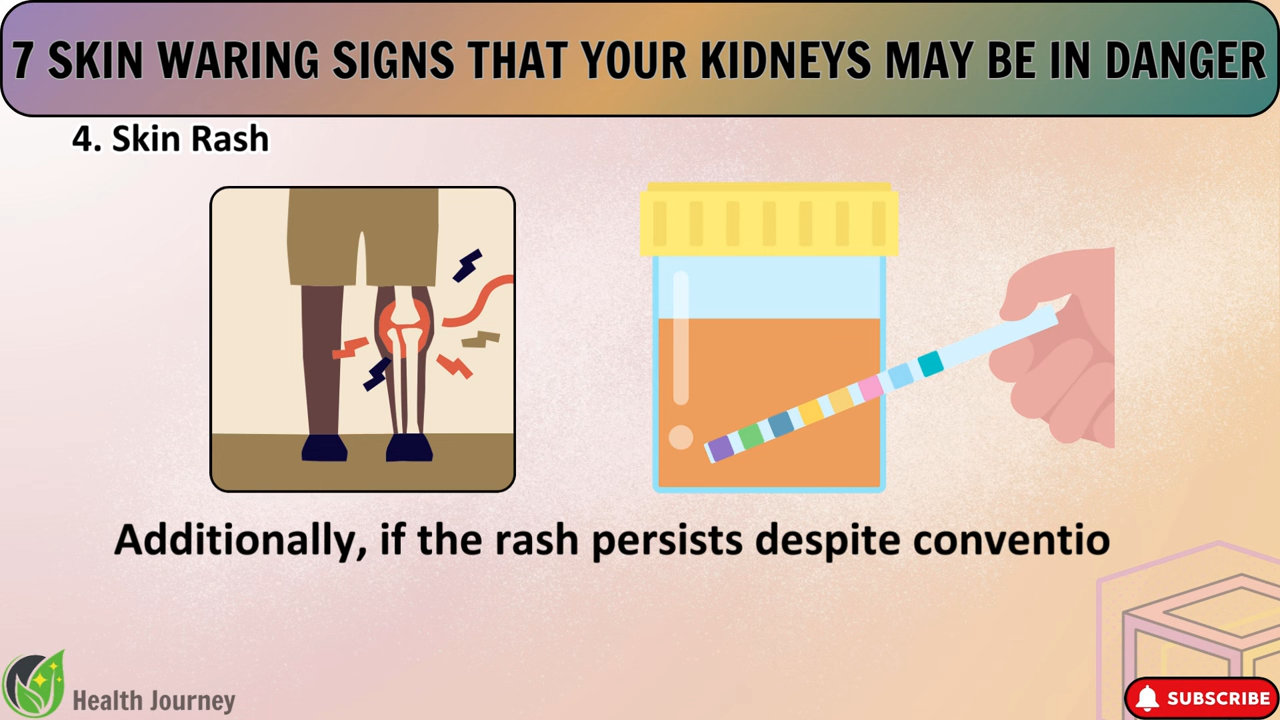 7 SKIN WARING SIGNS THAT YOUR KIDNEYS MAY BE IN DANGER
4. Skin Rash
Additionally, if the rash persists despite conventio
Health Journey
SUBSCRIBE